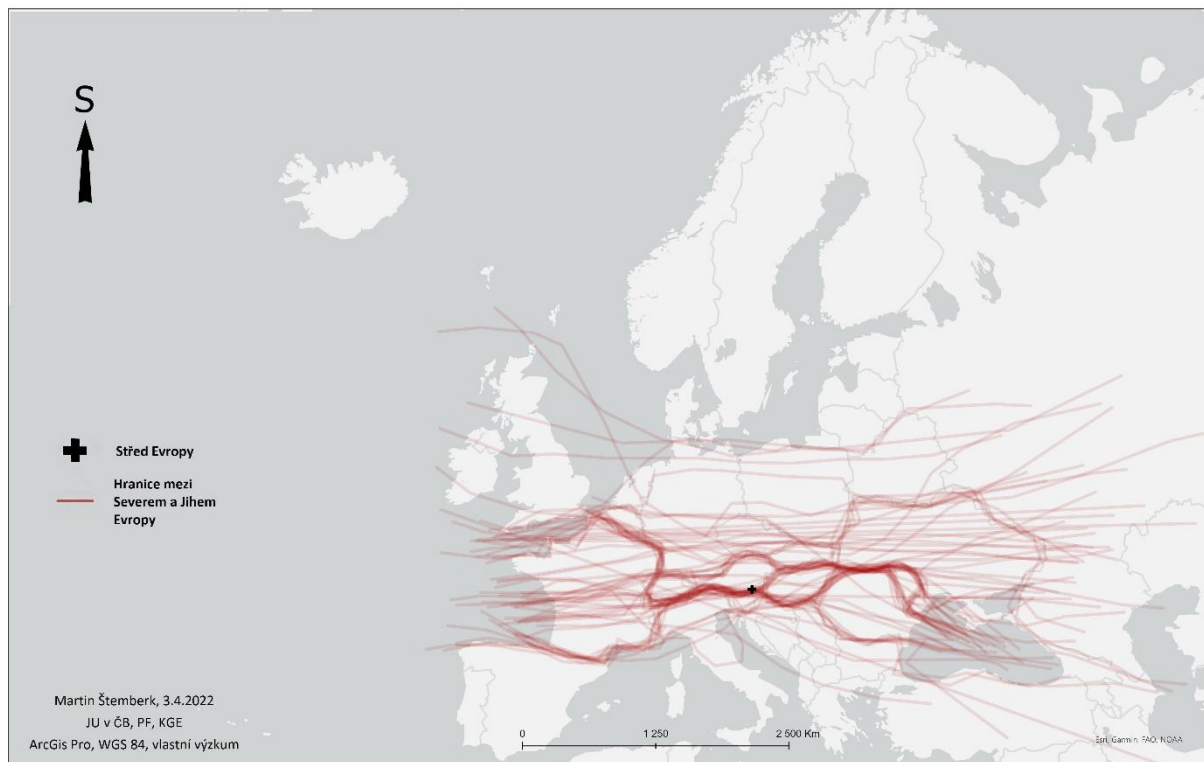 S
Střed Evropy
Hranice mezi
Severem a Jihem
Evropy
Martin Štemberk, 3.4.2022
JU v ČB, PF, KGE
ArcGis Pro, WGS 84, vlastní výzkum
0 1 250 2 500 Km
Esri, Garmin, FAO, NOAA